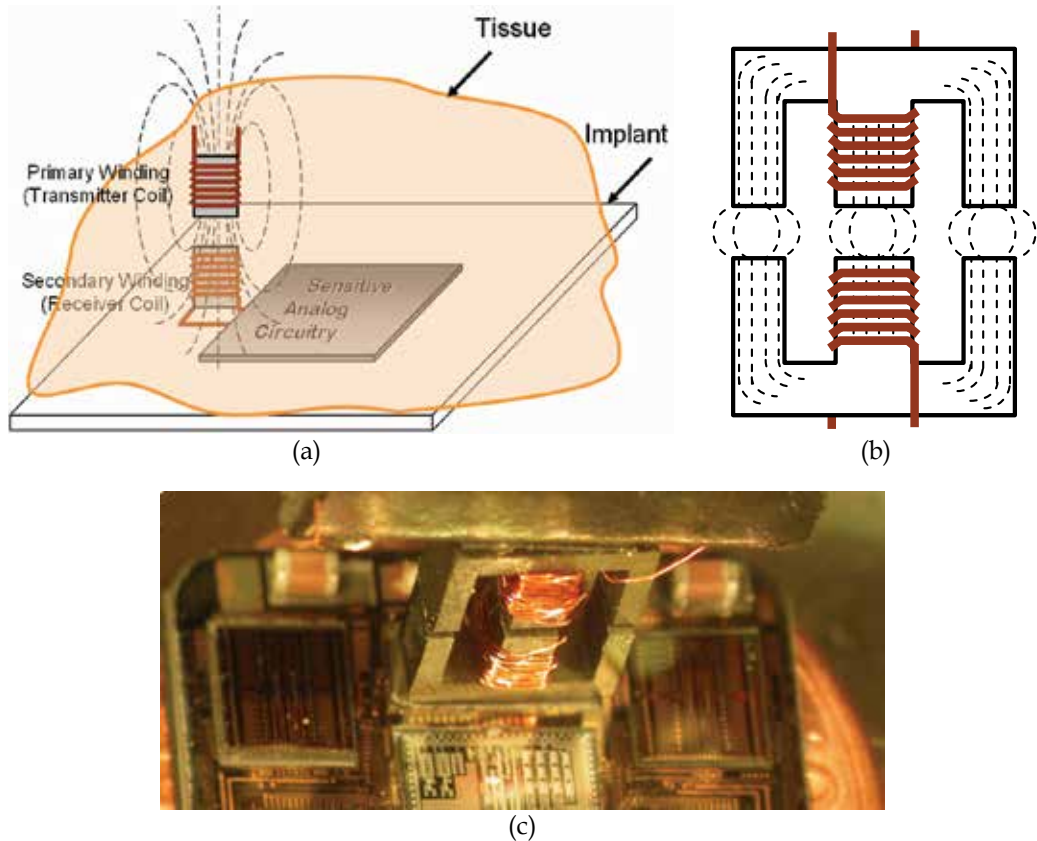 Tissue
Implant
Primary Winding
(Transmitter Coil)
Secondary Winding
(Receiver Coil)
Sensitive
Analog
Circuitry
(a)
(b)
(c)